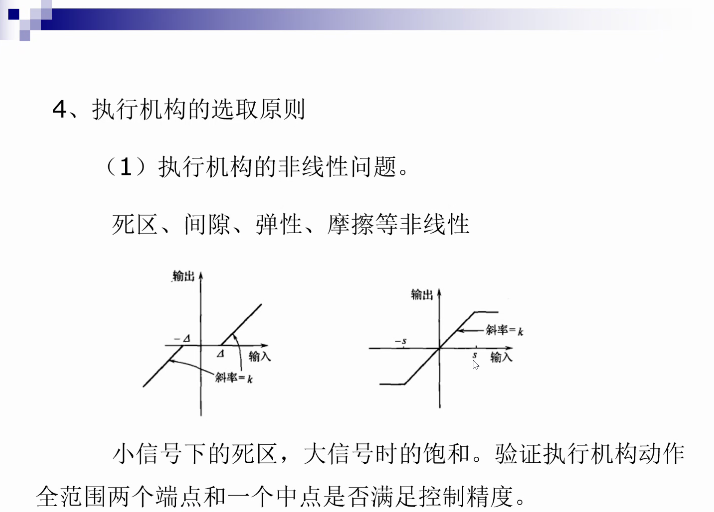 4、执行机构的选取原则
（1）执行机构的非线性问题。
死区、间隙、弹性、摩擦等非线性
输出
-Δ
Δ
输入
斜率=k
输出
斜率=k
-s
s
输入
小信号下的死区，大信号时的饱和。验证执行机构动作
全范围两个端点和一个中点是否满足控制精度。